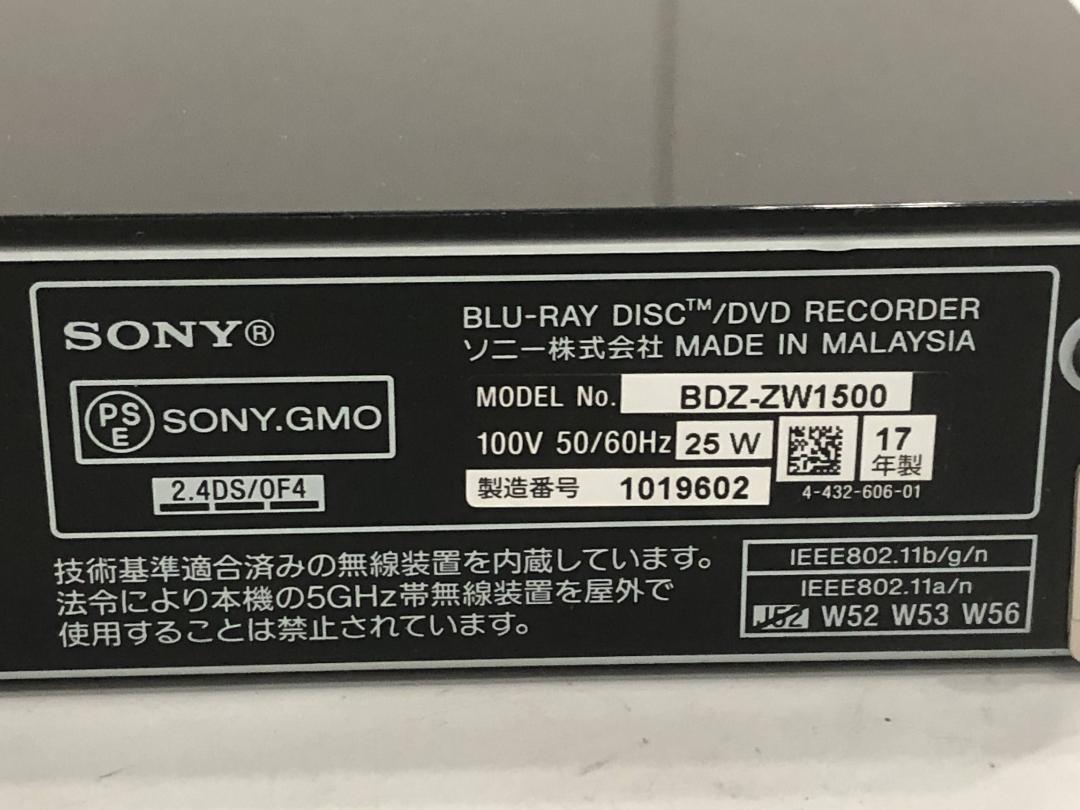 SONY®
PSE SONY.GMO
2.4DS/OF4
BLU-RAY DISC™/DVD RECORDER
ソニー株式会社 MADE IN MALAYSIA
MODEL No. BDZ-ZW1500
100V 50/60Hz 25 W
17
年製
製造番号 1019602
4-432-606-01
技術基準適合済みの無線装置を内蔵しています。
法令により本機の5GHz帯無線装置を屋外で
使用することは禁止されています。
IEEE802.11b/g/n
IEEE802.11a/n
J52 W52 W53 W56